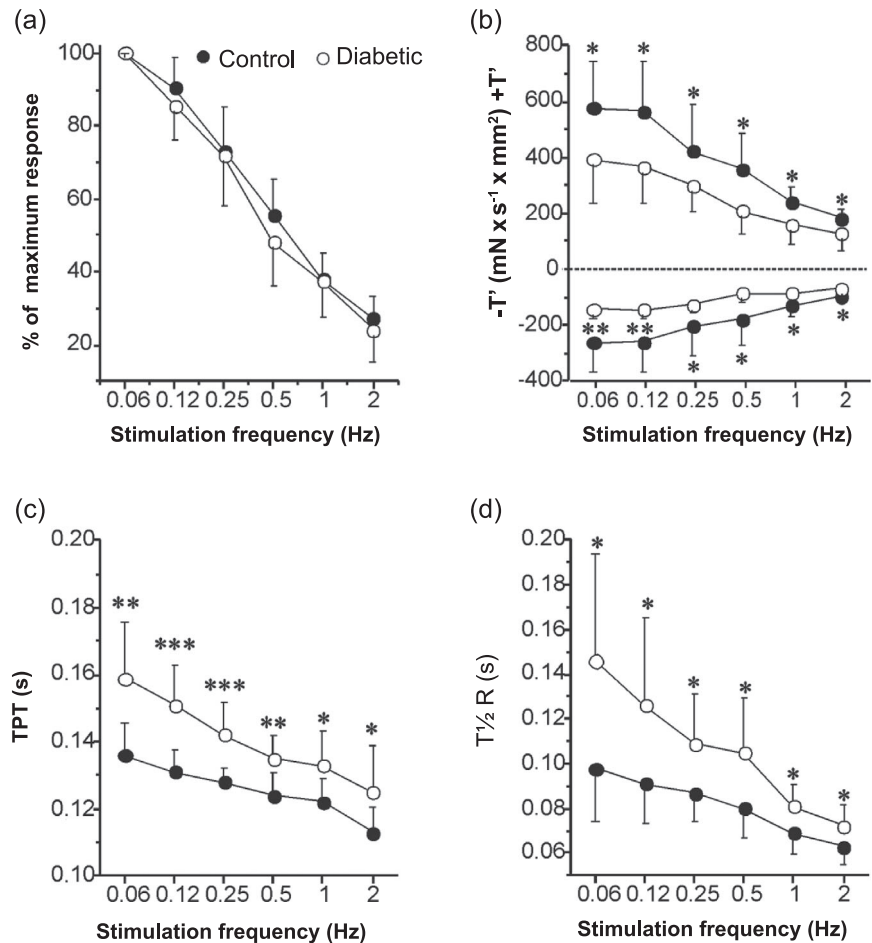 (a)
Control
Diabetic
100
80
60
40
20
% of maximum response
0.06 0.12 0.25 0.5 1 2
Stimulation frequency (Hz)
(b)
800
600
400
200
0
-200
-400
-T' (mN x s⁻¹ x mm²) +T'
* * * * * *
** ** * * * *
0.06 0.12 0.25 0.5 1 2
Stimulation frequency (Hz)
(c)
0.20
0.18
0.16
0.14
0.12
0.10
TPT (s)
** *** *** ** * *
0.06 0.12 0.25 0.5 1 2
Stimulation frequency (Hz)
(d)
0.20
0.18
0.16
0.14
0.12
0.10
0.08
0.06
T½ R (s)
* * * * * *
0.06 0.12 0.25 0.5 1 2
Stimulation frequency (Hz)